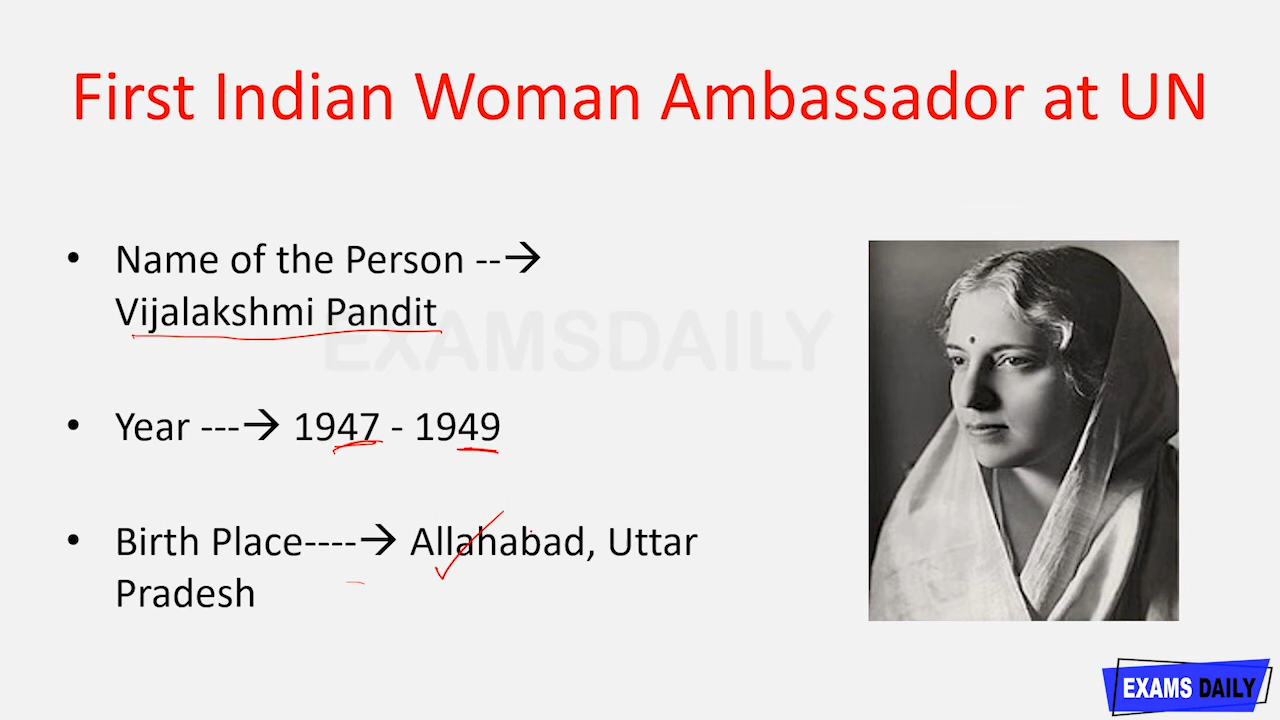 First Indian Woman Ambassador at UN
• Name of the Person --→
Vijalakshmi Pandit
EXAMSDAILY
• Year ---→ 1947 - 1949
• Birth Place----→ Allahabad, Uttar
Pradesh
EXAMS DAILY